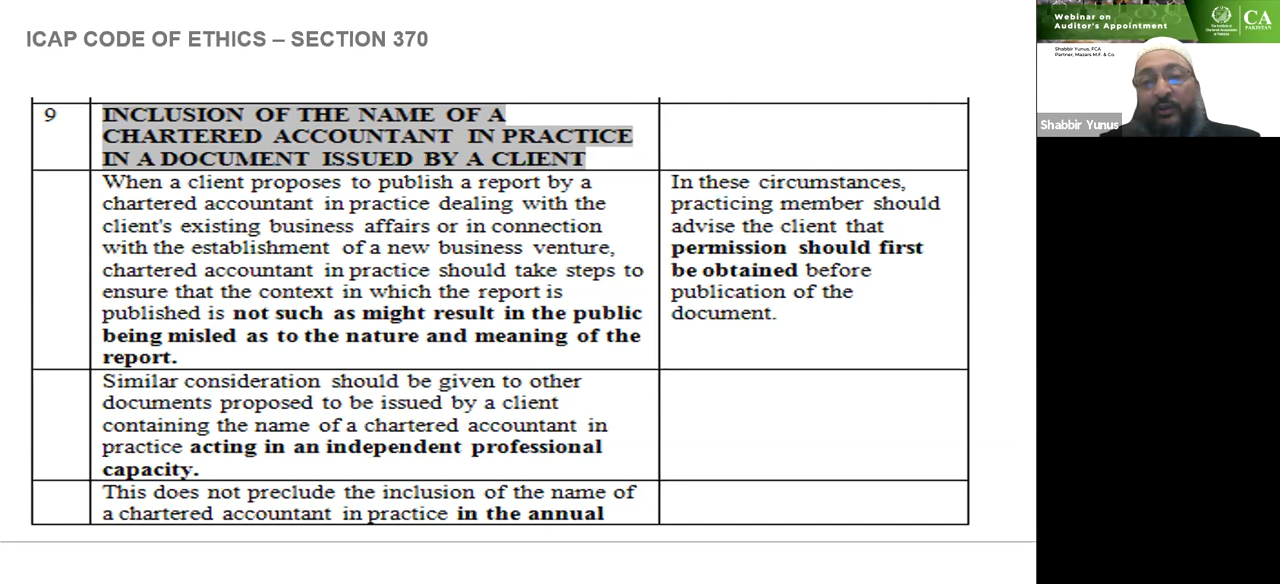 ICAP CODE OF ETHICS – SECTION 370
9
INCLUSION OF THE NAME OF A
CHARTERED ACCOUNTANT IN PRACTICE
IN A DOCUMENT ISSUED BY A CLIENT
When a client proposes to publish a report by a
chartered accountant in practice dealing with the
client's existing business affairs or in connection
with the establishment of a new business venture,
chartered accountant in practice should take steps to
ensure that the context in which the report is
published is not such as might result in the public
being misled as to the nature and meaning of the
report.
In these circumstances,
practicing member should
advise the client that
permission should first
be obtained before
publication of the
document.
Similar consideration should be given to other
documents proposed to be issued by a client
containing the name of a chartered accountant in
practice acting in an independent professional
capacity.
This does not preclude the inclusion of the name of
a chartered accountant in practice in the annual
Webinar on
Auditor's Appointment
CA
PAKISTAN
Shabbir Yunus, FCA
Partner, Mazars M.F. & Co.
Shabbir Yunus